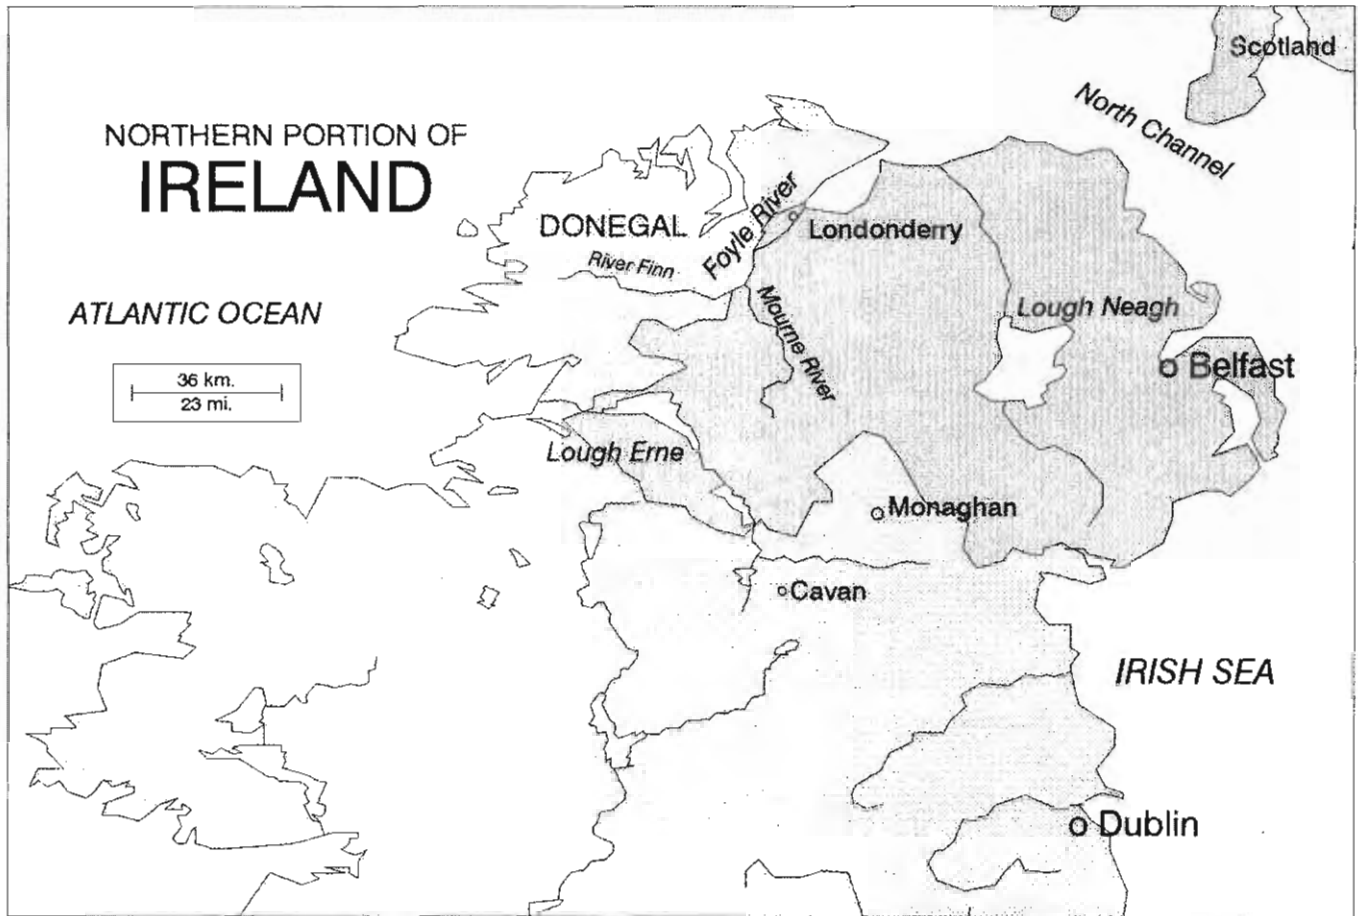 Scotland
North Channel
NORTHERN PORTION OF
IRELAND
DONEGAL
River Finn
Foyle River
Londonderry
ATLANTIC OCEAN
Mourne River
Lough Neagh
36 km.
23 mi.
Belfast
Lough Erne
Monaghan
Cavan
IRISH SEA
Dublin